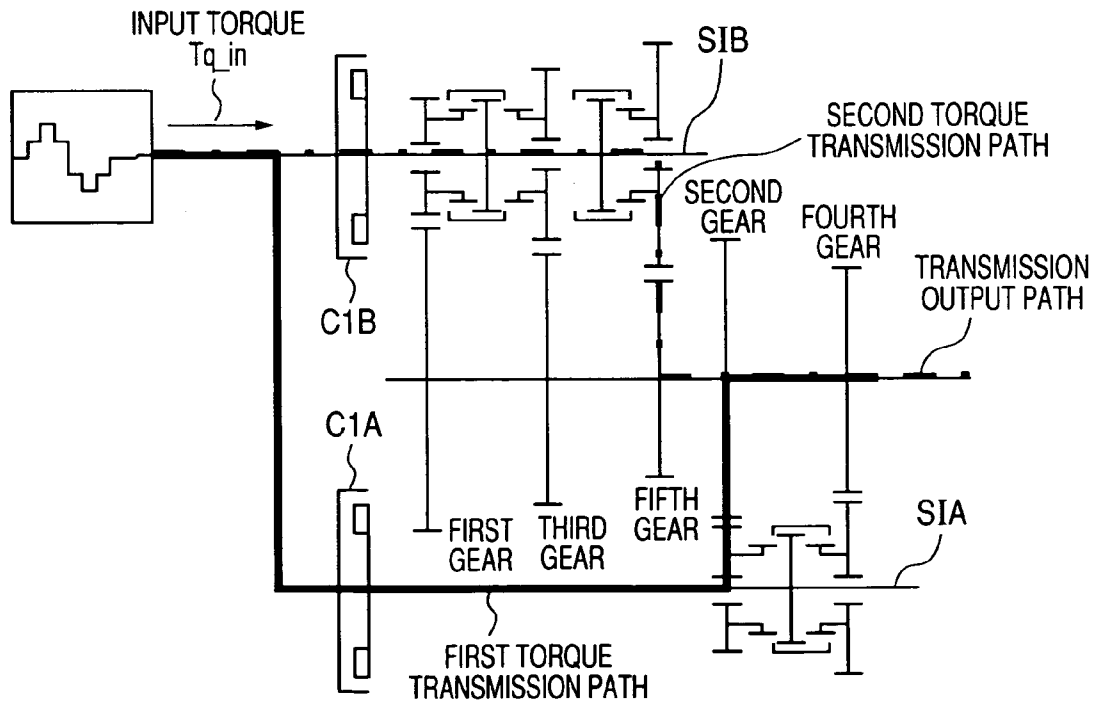 INPUT TORQUE
Tq_in
SIB
SECOND TORQUE
TRANSMISSION PATH
SECOND
GEAR
FOURTH
GEAR
TRANSMISSION
OUTPUT PATH
C1B
C1A
FIRST
GEAR
THIRD
GEAR
FIFTH
GEAR
SIA
FIRST TORQUE
TRANSMISSION PATH